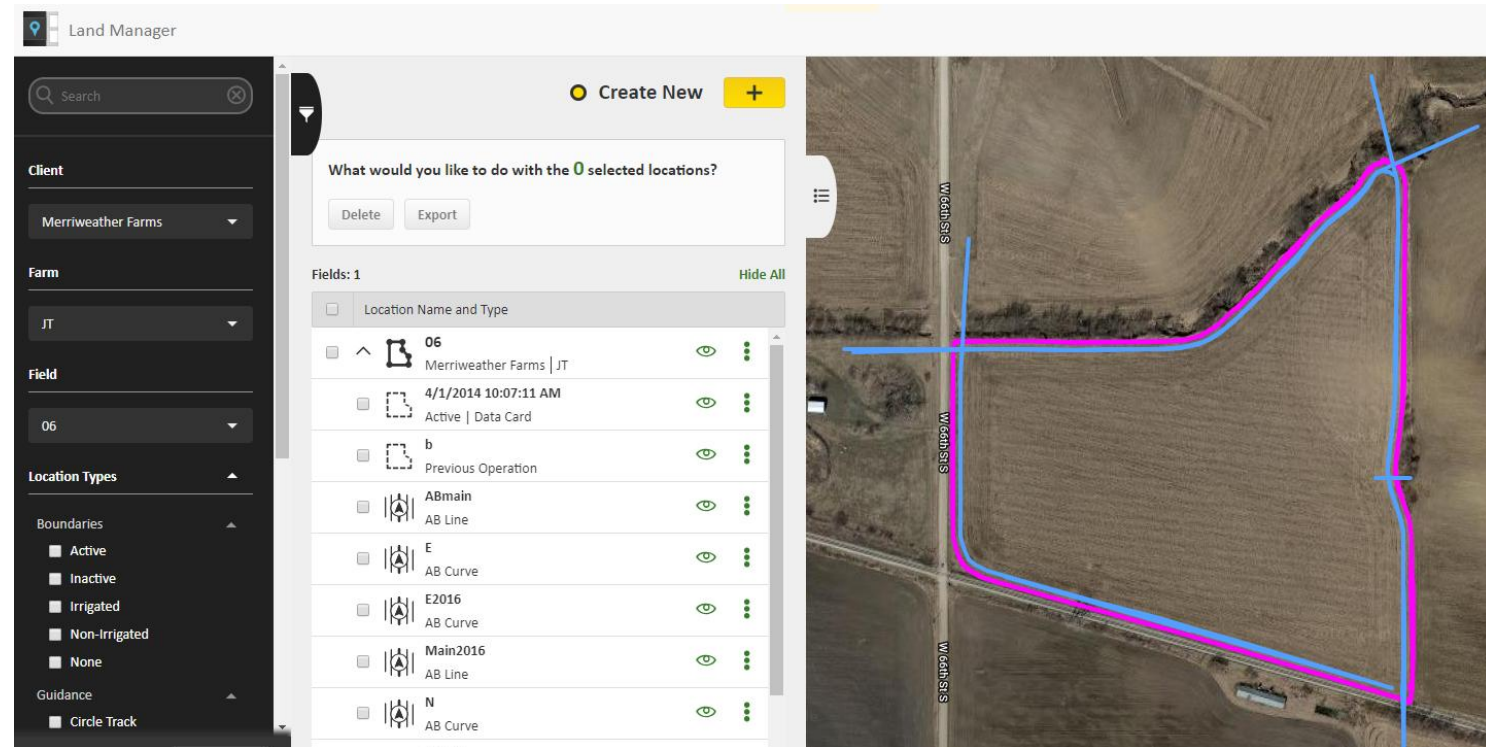 Land Manager
Search
Client
Merriweather Farms
Farm
JT
Field
06
Location Types
Boundaries
Active
Inactive
Irrigated
Non-Irrigated
None
Guidance
Circle Track
Create New
+
What would you like to do with the 0 selected locations?
Delete
Export
Fields: 1
Hide All
Location Name and Type
06
Merriweather Farms | JT
4/1/2014 10:07:11 AM
Active | Data Card
b
Previous Operation
ABmain
AB Line
E
AB Curve
E2016
AB Curve
Main2016
AB Line
N
AB Curve
W 66th St S
W 66th St S
W 66th St S